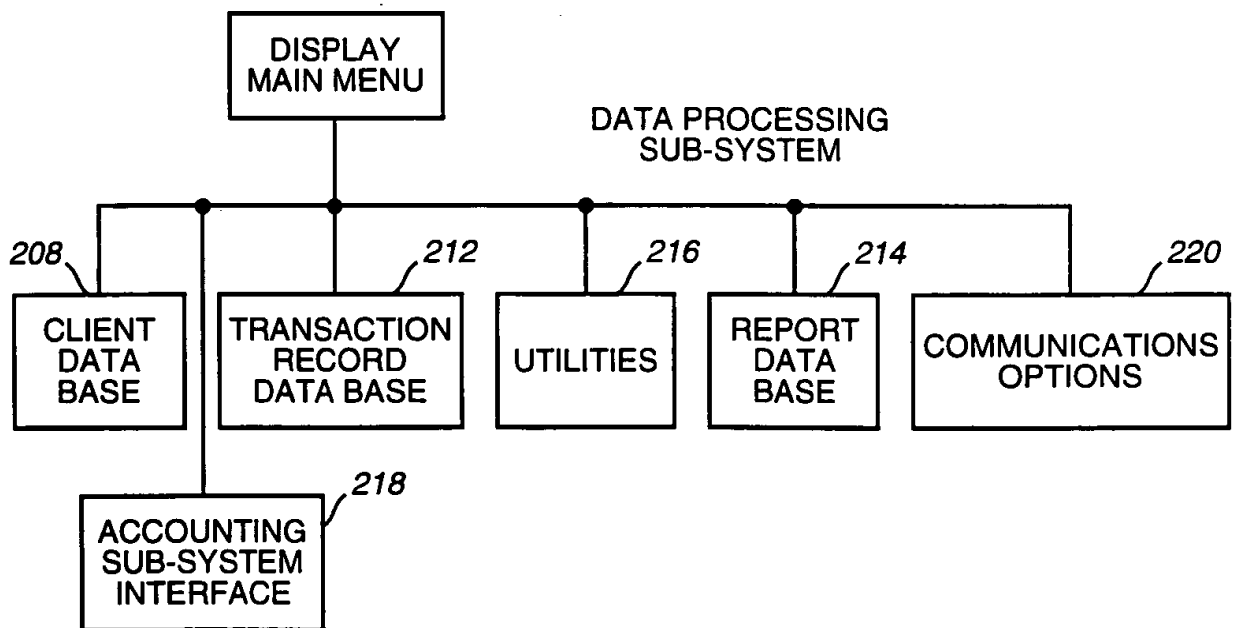 DISPLAY
MAIN MENU
DATA PROCESSING
SUB-SYSTEM
208
CLIENT
DATA
BASE
212
TRANSACTION
RECORD
DATA BASE
216
UTILITIES
214
REPORT
DATA
BASE
220
COMMUNICATIONS
OPTIONS
218
ACCOUNTING
SUB-SYSTEM
INTERFACE